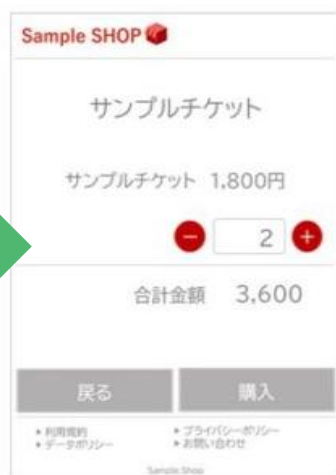 Sample SHOP
サンプルチケット
サンプルチケット 1,800円
2
合計金額 3,600
戻る 購入
利用規約 プライバシーポリシー
データポリシー お問い合わせ
Sample Shop